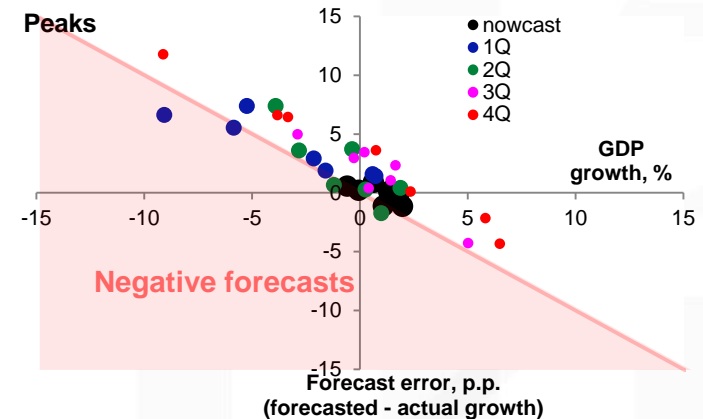 Peaks
15
10
5
0
-5
-10
-15
-15
-10
-5
0
5
10
15
nowcast
1Q
2Q
3Q
4Q
GDP
growth, %
Negative forecasts
Forecast error, p.p.
(forecasted - actual growth)